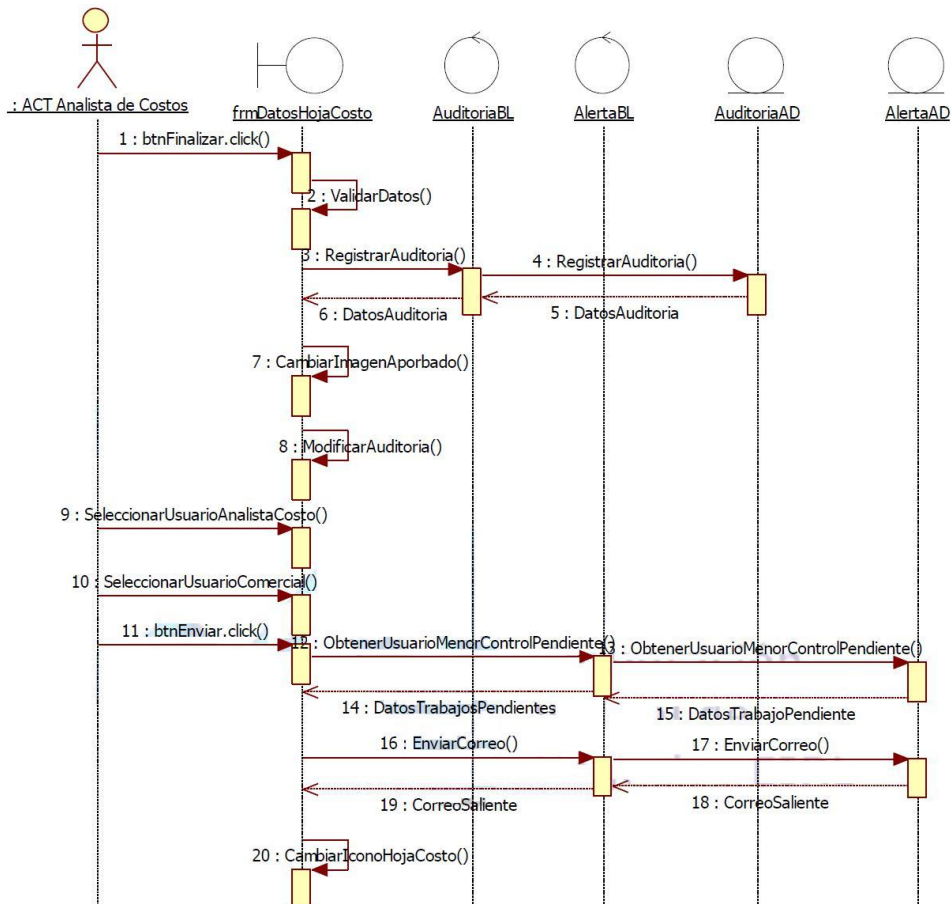 : ACT Analista de Costos
frmDatosHojaCosto
AuditoriaBL
AlertaBL
AuditoriaAD
AlertaAD
1 : btnFinalizar.click()
2 : ValidarDatos()
3 : RegistrarAuditoria()
4 : RegistrarAuditoria()
6 : DatosAuditoria
5 : DatosAuditoria
7 : CambiarImagenAporbado()
8 : ModificarAuditoria()
9 : SeleccionarUsuarioAnalistaCosto()
10 : SeleccionarUsuarioComercial()
11 : btnEnviar.click()
12 : ObtenerUsuarioMenorControlPendiente()
13 : ObtenerUsuarioMenorControlPendiente()
14 : DatosTrabajosPendientes
15 : DatosTrabajoPendiente
16 : EnviarCorreo()
17 : EnviarCorreo()
19 : CorreoSaliente
18 : CorreoSaliente
20 : CambiarIconoHojaCosto()